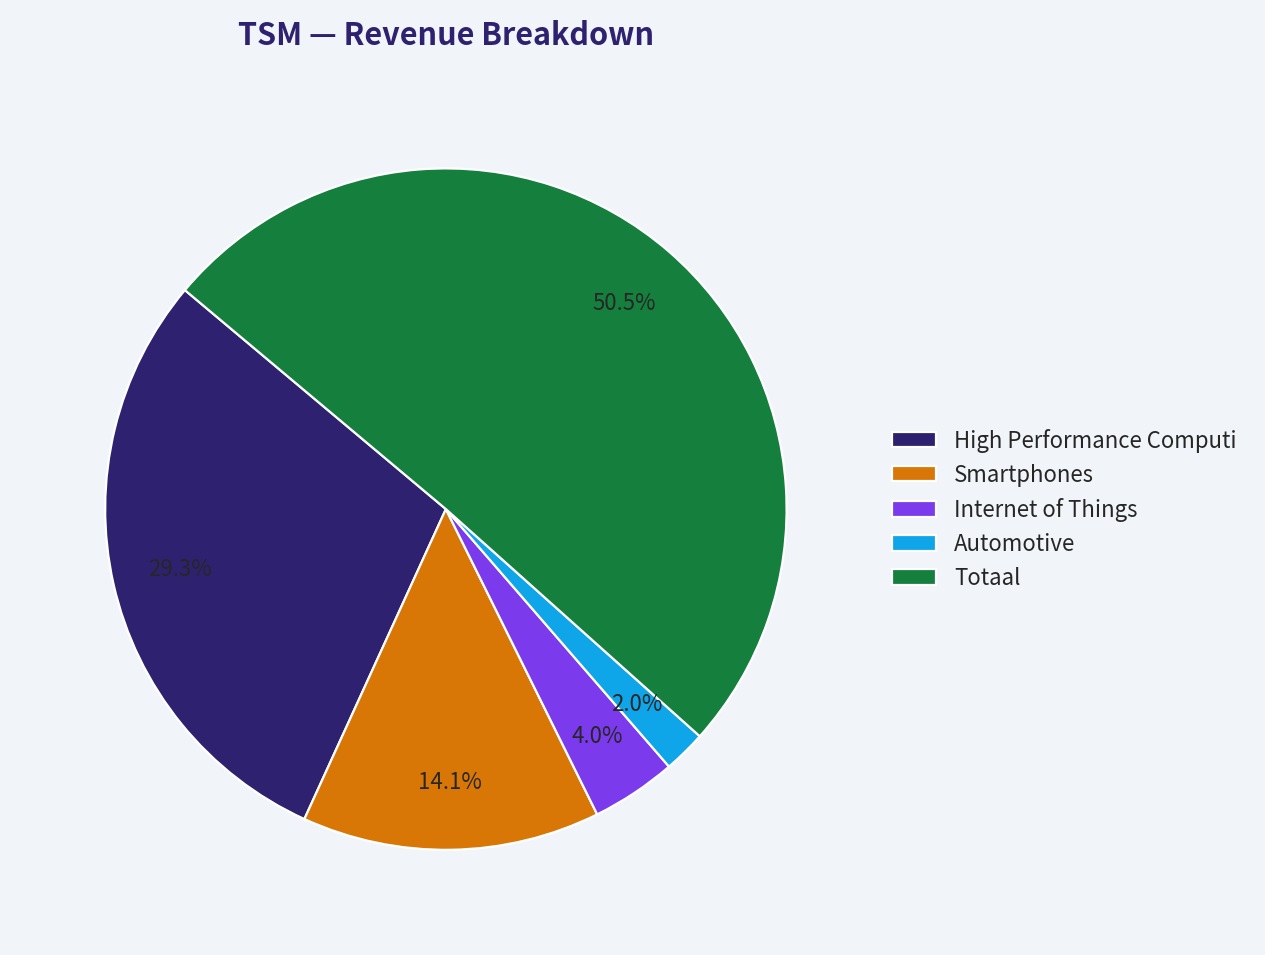 TSM — Revenue Breakdown
50.5%
29.3%
14.1%
4.0%
2.0%
High Performance Computi
Smartphones
Internet of Things
Automotive
Totaal